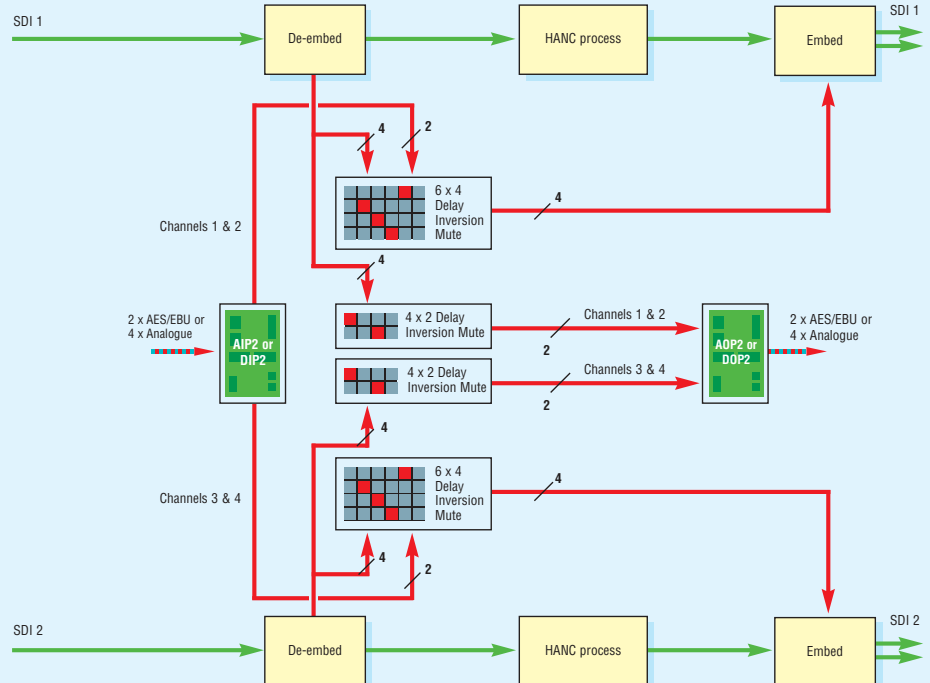 SDI 1
De-embed
HANC process
Embed
SDI 1
4
2
6 x 4
Delay
Inversion
Mute
4
Channels 1 & 2
4
2 x AES/EBU or
4 x Analogue
AIP2 or
DIP2
4 x 2 Delay
Inversion Mute
2
Channels 1 & 2
4 x 2 Delay
Inversion Mute
2
Channels 3 & 4
AOP2 or
DOP2
2 x AES/EBU or
4 x Analogue
4
6 x 4
Delay
Inversion
Mute
4
Channels 3 & 4
4
2
SDI 2
De-embed
HANC process
Embed
SDI 2